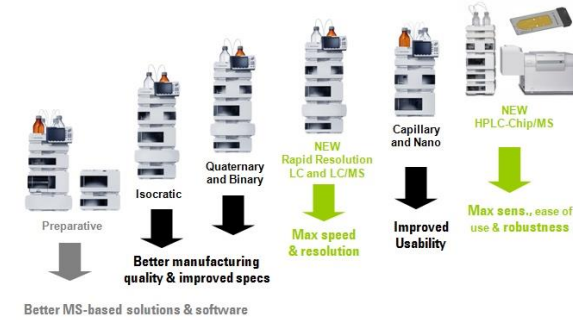 NEW
HPLC-Chip/MS
NEW
Rapid Resolution
LC and LC/MS
Capillary
and Nano
Quaternary
and Binary
Isocratic
Preparative
Max sens., ease of
use & robustness
Max speed
& resolution
Improved
Usability
Better manufacturing
quality & improved specs
Better MS-based solutions & software